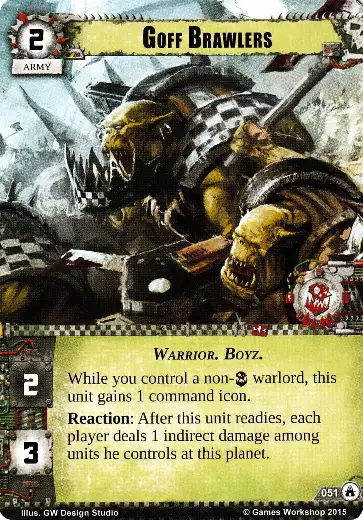 2
GOFF BRAWLERS
ARMY
WARRIOR. BOYZ.
2
While you control a non- warlord, this
unit gains 1 command icon.
Reaction: After this unit readies, each
player deals 1 indirect damage among
3
units he controls at this planet.
051
Illus. GW Design Studio
© Games Workshop 2015